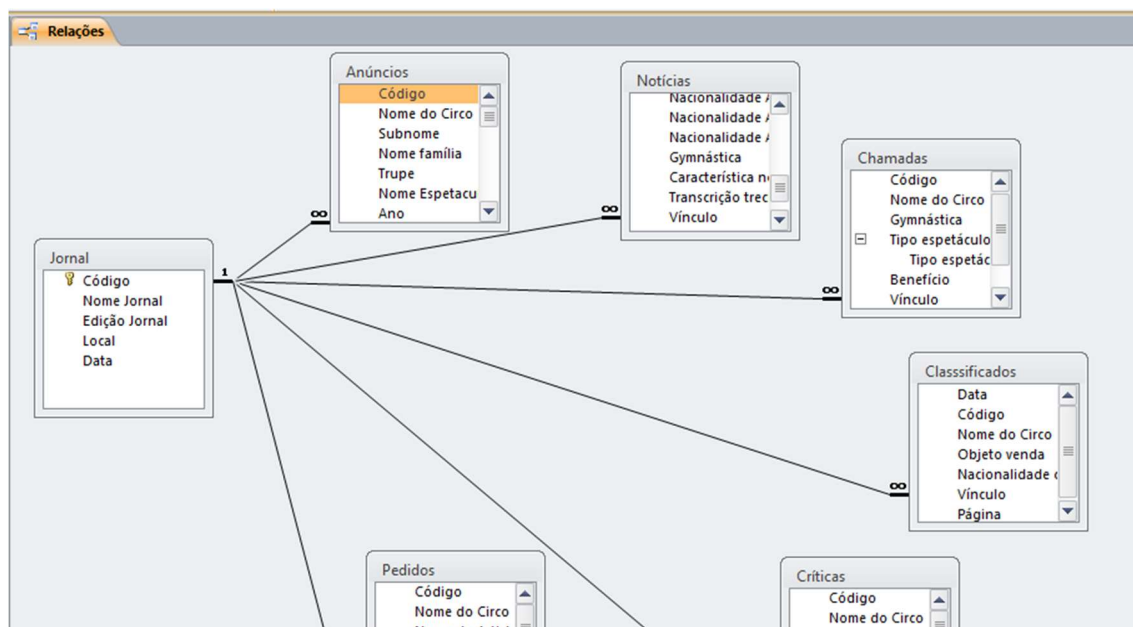 Relações
Anúncios
Código
Nome do Circo
Subnome
Nome família
Trupe
Nome Espetacu
Ano
Notícias
Nacionalidade
Nacionalidade
Nacionalidade
Gymnástica
Característica
Transcrição trec
Vínculo
Chamadas
Código
Nome do Circo
Gymnástica
Tipo espetáculo
Tipo espetác
Benefício
Vínculo
Jornal
Código
Nome Jornal
Edição Jornal
Local
Data
1
∞
∞
∞
∞
Classsificados
Data
Código
Nome do Circo
Objeto venda
Nacionalidade
Vínculo
Página
Pedidos
Código
Nome do Circo
Críticas
Código
Nome do Circo